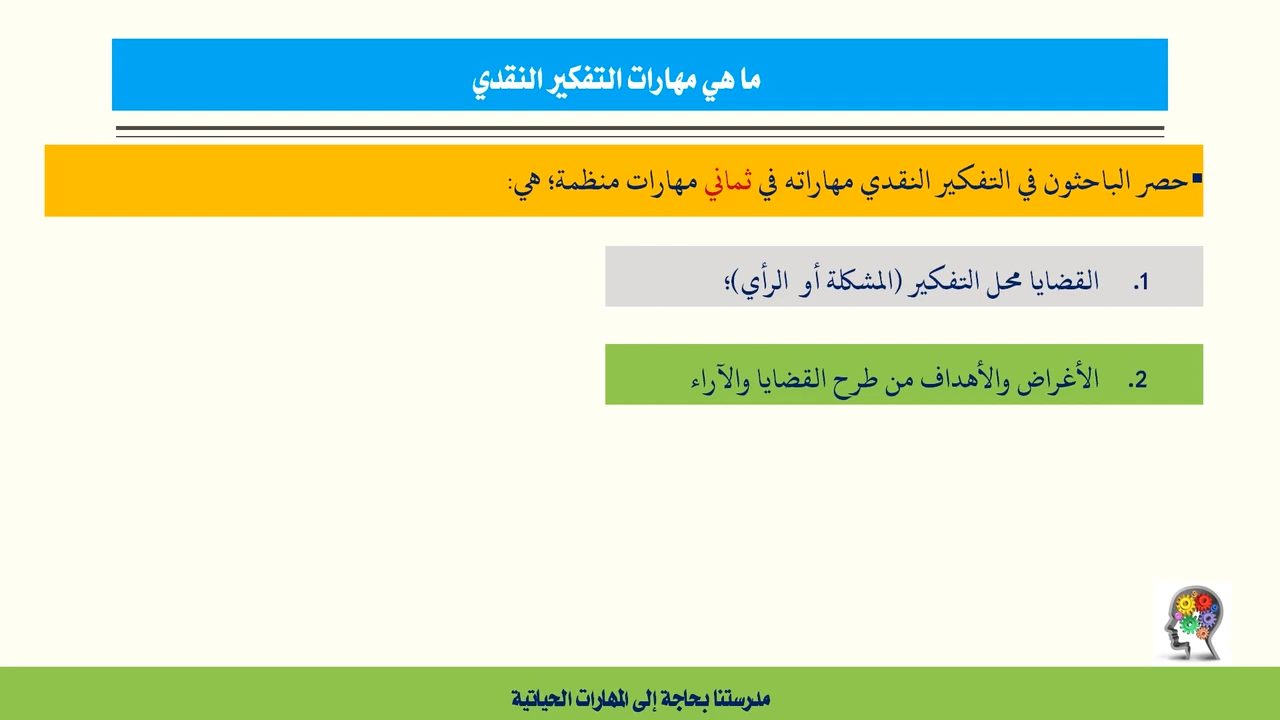 ما هي مهارات التفكير النقدي
▪حصر الباحثون في التفكير النقدي مهاراته في ثماني مهارات منظمة؛ هي:
1. القضايا محل التفكير (المشكلة أو الرأي)؛
2. الأغراض والأهداف من طرح القضايا والآراء
مدرستنا بحاجة إلى المهارات الحياتية